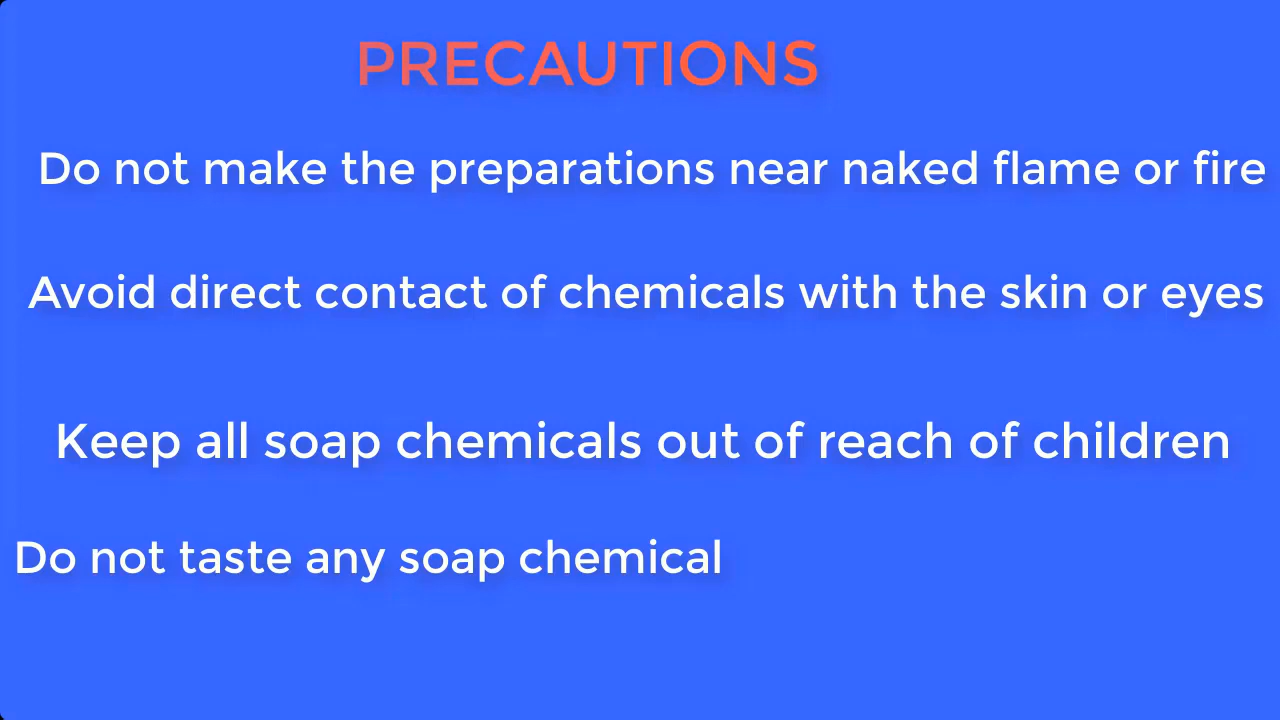 PRECAUTIONS
Do not make the preparations near naked flame or fire
Avoid direct contact of chemicals with the skin or eyes
Keep all soap chemicals out of reach of children
Do not taste any soap chemical